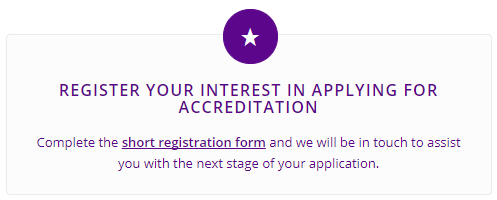 REGISTER YOUR INTEREST IN APPLYING FOR
ACCREDITATION
Complete the short registration form and we will be in touch to assist
you with the next stage of your application.